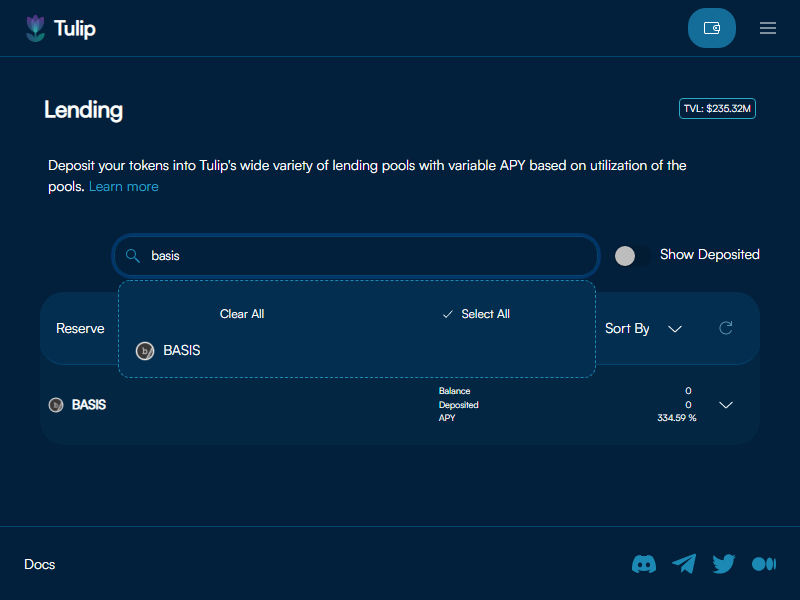 Tulip
Lending
TVL: $235.32M
Deposit your tokens into Tulip's wide variety of lending pools with variable APY based on utilization of the
pools. Learn more
basis
Show Deposited
Clear All
Select All
Reserve
Sort By
BASIS
BASIS
Balance
0
Deposited
0
APY
334.59 %
Docs